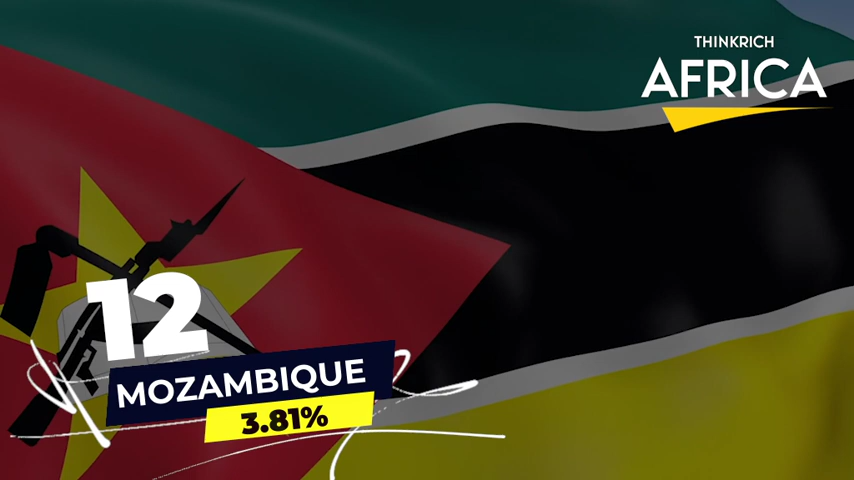 THINKRICH
AFRICA
12
MOZAMBIQUE
3.81%